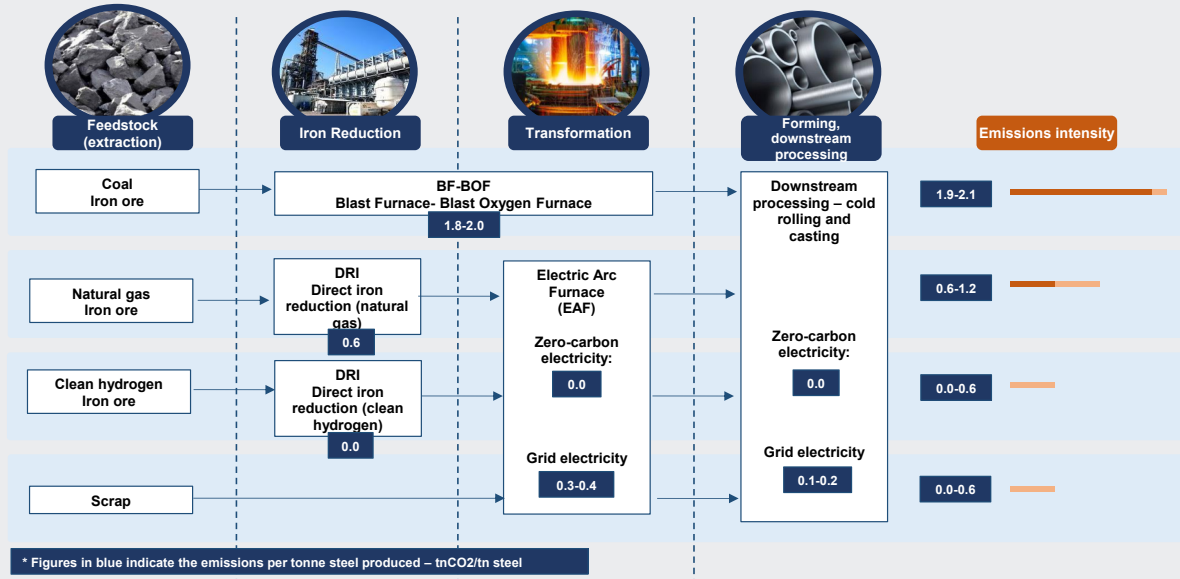 Feedstock
(extraction)
Iron Reduction
Transformation
Forming,
downstream
processing
Emissions intensity
Coal
Iron ore
BF-BOF
Blast Furnace- Blast Oxygen Furnace
1.8-2.0
Downstream
processing – cold
rolling and
casting
1.9-2.1
Natural gas
Iron ore
DRI
Direct iron
reduction (natural
gas)
0.6
Electric Arc
Furnace
(EAF)
Zero-carbon
electricity:
0.0
Zero-carbon
electricity:
0.0
0.6-1.2
Clean hydrogen
Iron ore
DRI
Direct iron
reduction (clean
hydrogen)
0.0
0.0-0.6
Scrap
Grid electricity
0.3-0.4
Grid electricity
0.1-0.2
0.0-0.6
* Figures in blue indicate the emissions per tonne steel produced – tnCO2/tn steel